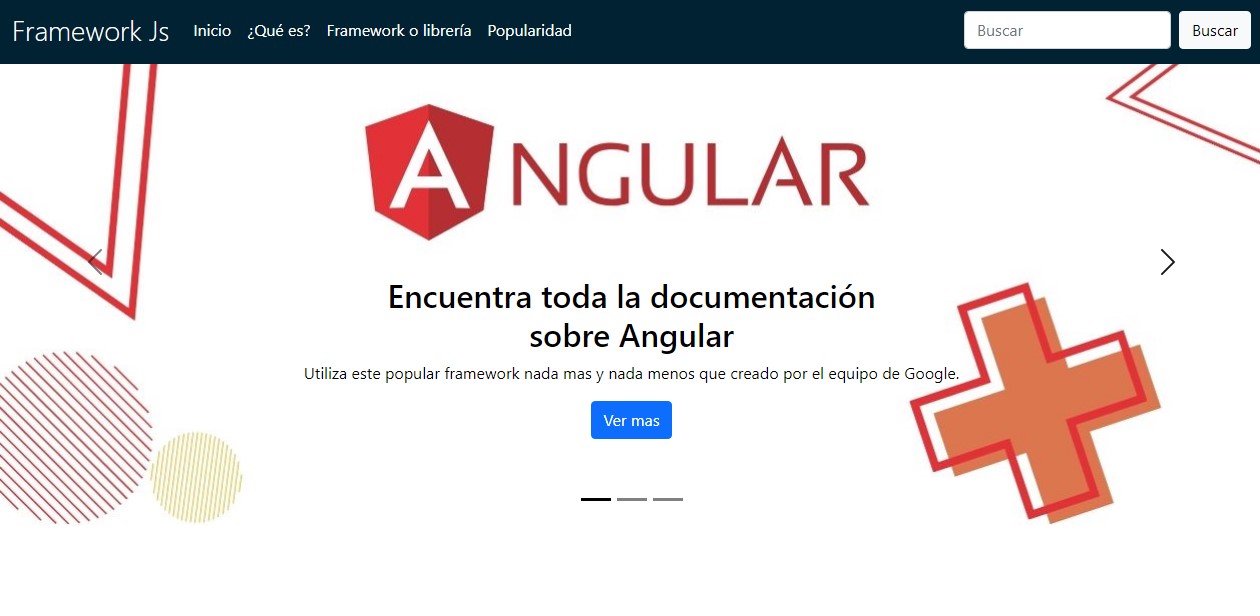 Framework Js Inicio ¿Qué es? Framework o librería Popularidad Buscar Buscar
ANGULAR
Encuentra toda la documentación
sobre Angular
Utiliza este popular framework nada mas y nada menos que creado por el equipo de Google.
Ver mas